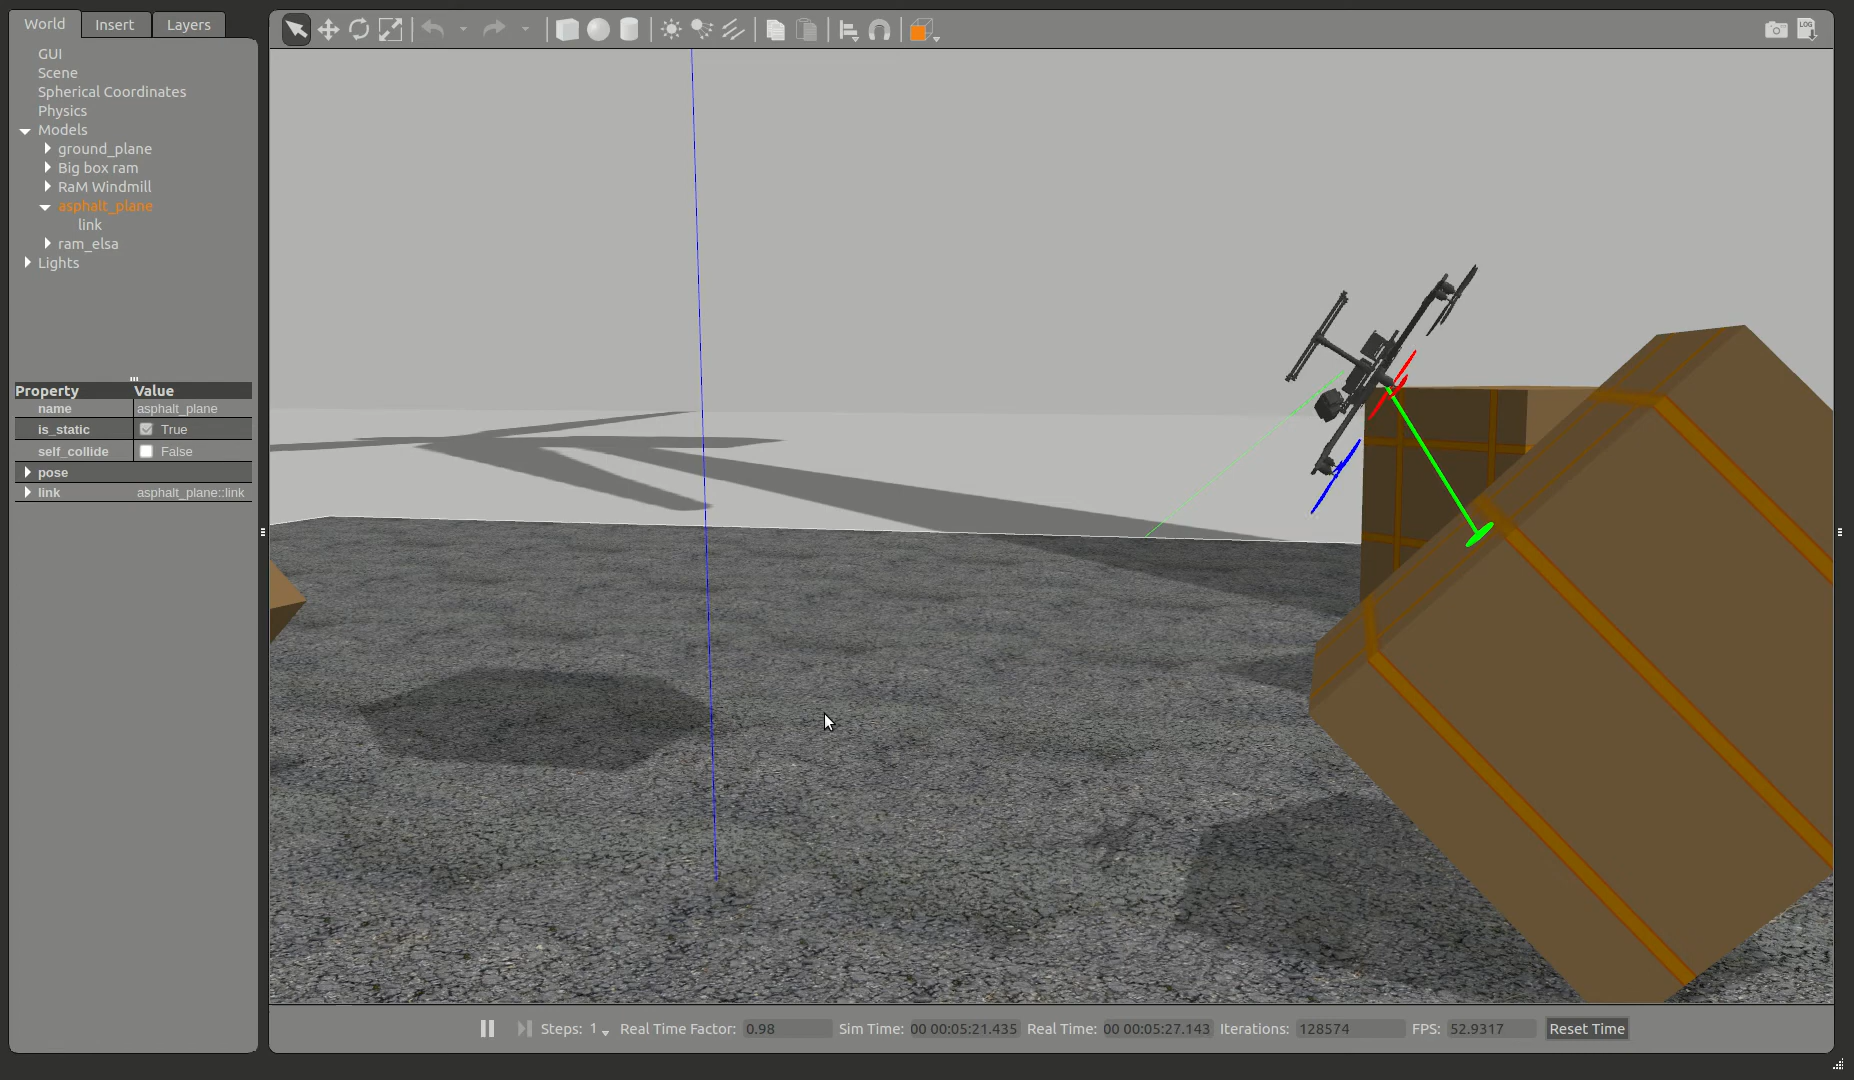 World Insert Layers
GUI
Scene
Spherical Coordinates
Physics
Models
ground_plane
Big box ram
RaM Windmill
asphalt_plane
link
ram_elsa
Lights
Property Value
name asphalt_plane
is_static True
self_collide False
pose
link asphalt_plane::link
LOG
Steps: 1 Real Time Factor: 0.98 Sim Time: 00 00:05:21.435 Real Time: 00 00:05:27.143 Iterations: 128574 FPS: 52.9317 Reset Time